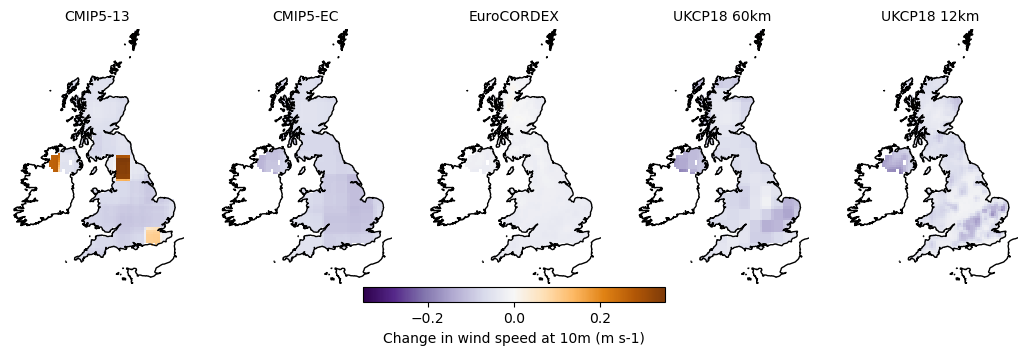 CMIP5-13
CMIP5-EC
EuroCORDEX
UKCP18 60km
UKCP18 12km
−0.2
0.0
0.2
Change in wind speed at 10m (m s-1)